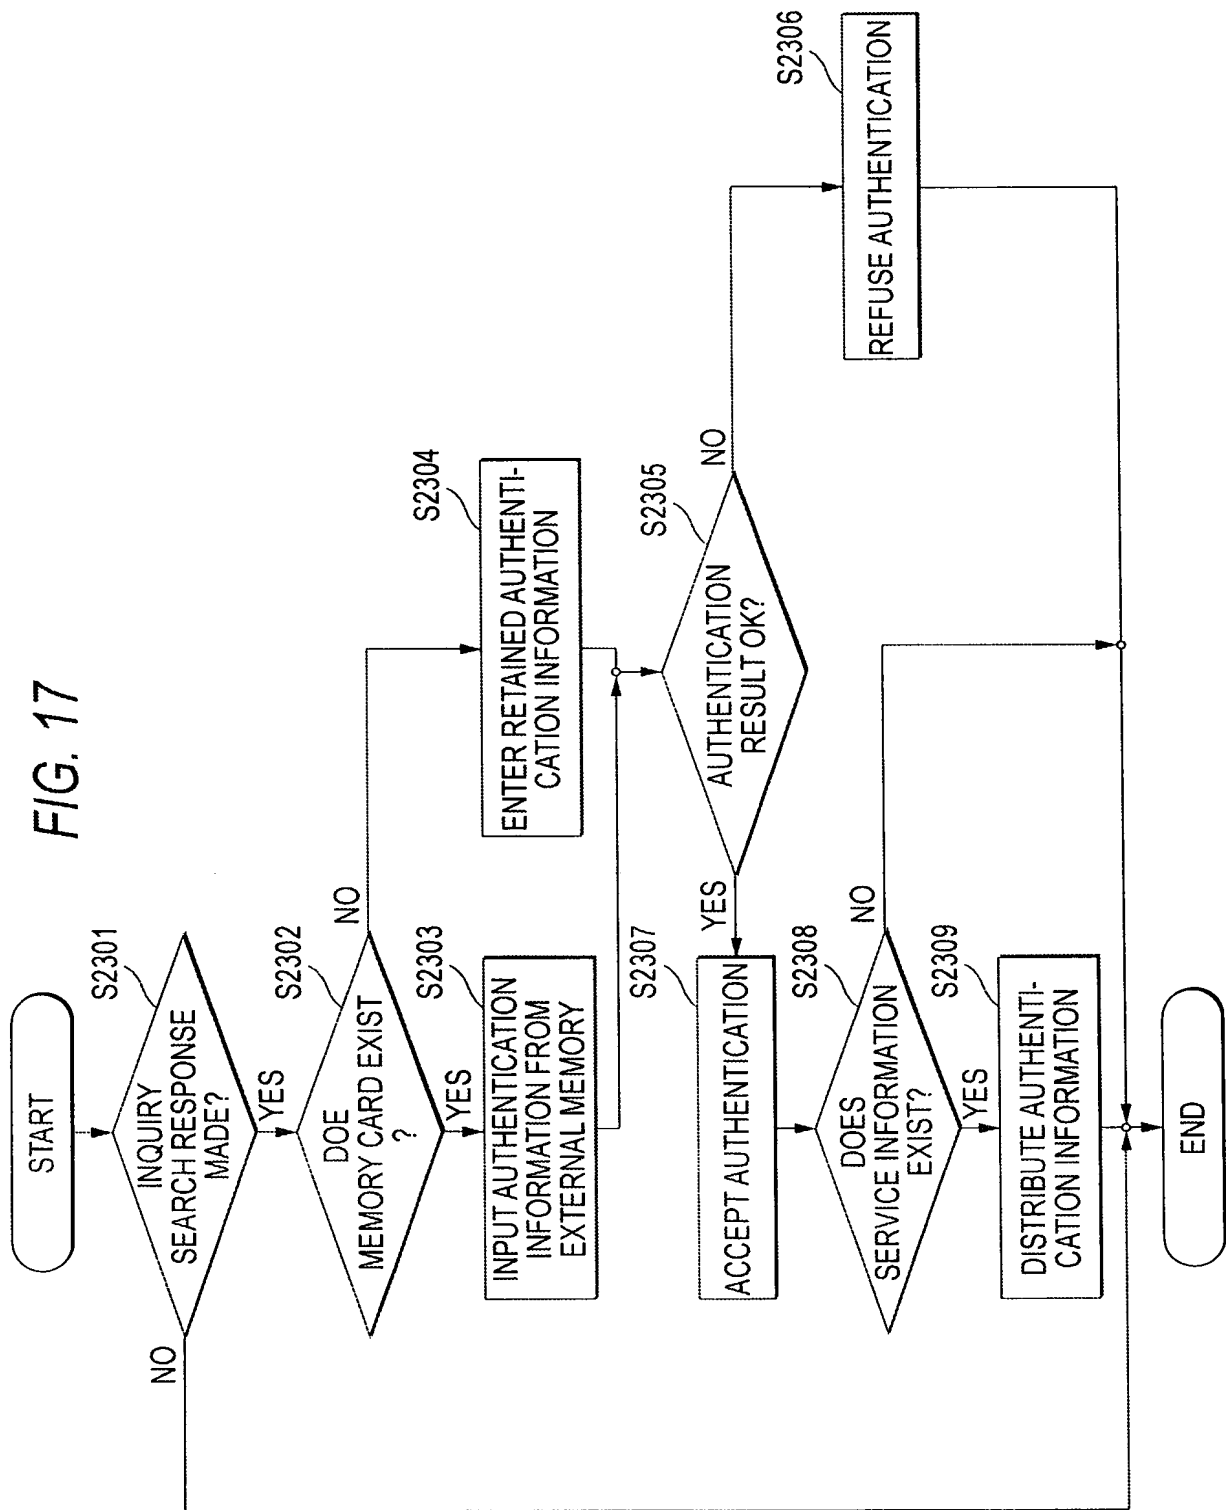 FIG. 17
START
S2301
INQUIRY
SEARCH RESPONSE
MADE?
NO
YES
S2302
DOE
MEMORY CARD EXIST
?
NO
YES
S2303
INPUT AUTHENTICATION
INFORMATION FROM
EXTERNAL MEMORY
S2304
ENTER RETAINED AUTHENTI-
CATION INFORMATION
S2305
AUTHENTICATION
RESULT OK?
NO
YES
S2306
REFUSE AUTHENTICATION
S2307
ACCEPT AUTHENTICATION
S2308
DOES
SERVICE INFORMATION
EXIST?
NO
YES
S2309
DISTRIBUTE AUTHENTI-
CATION INFORMATION
END